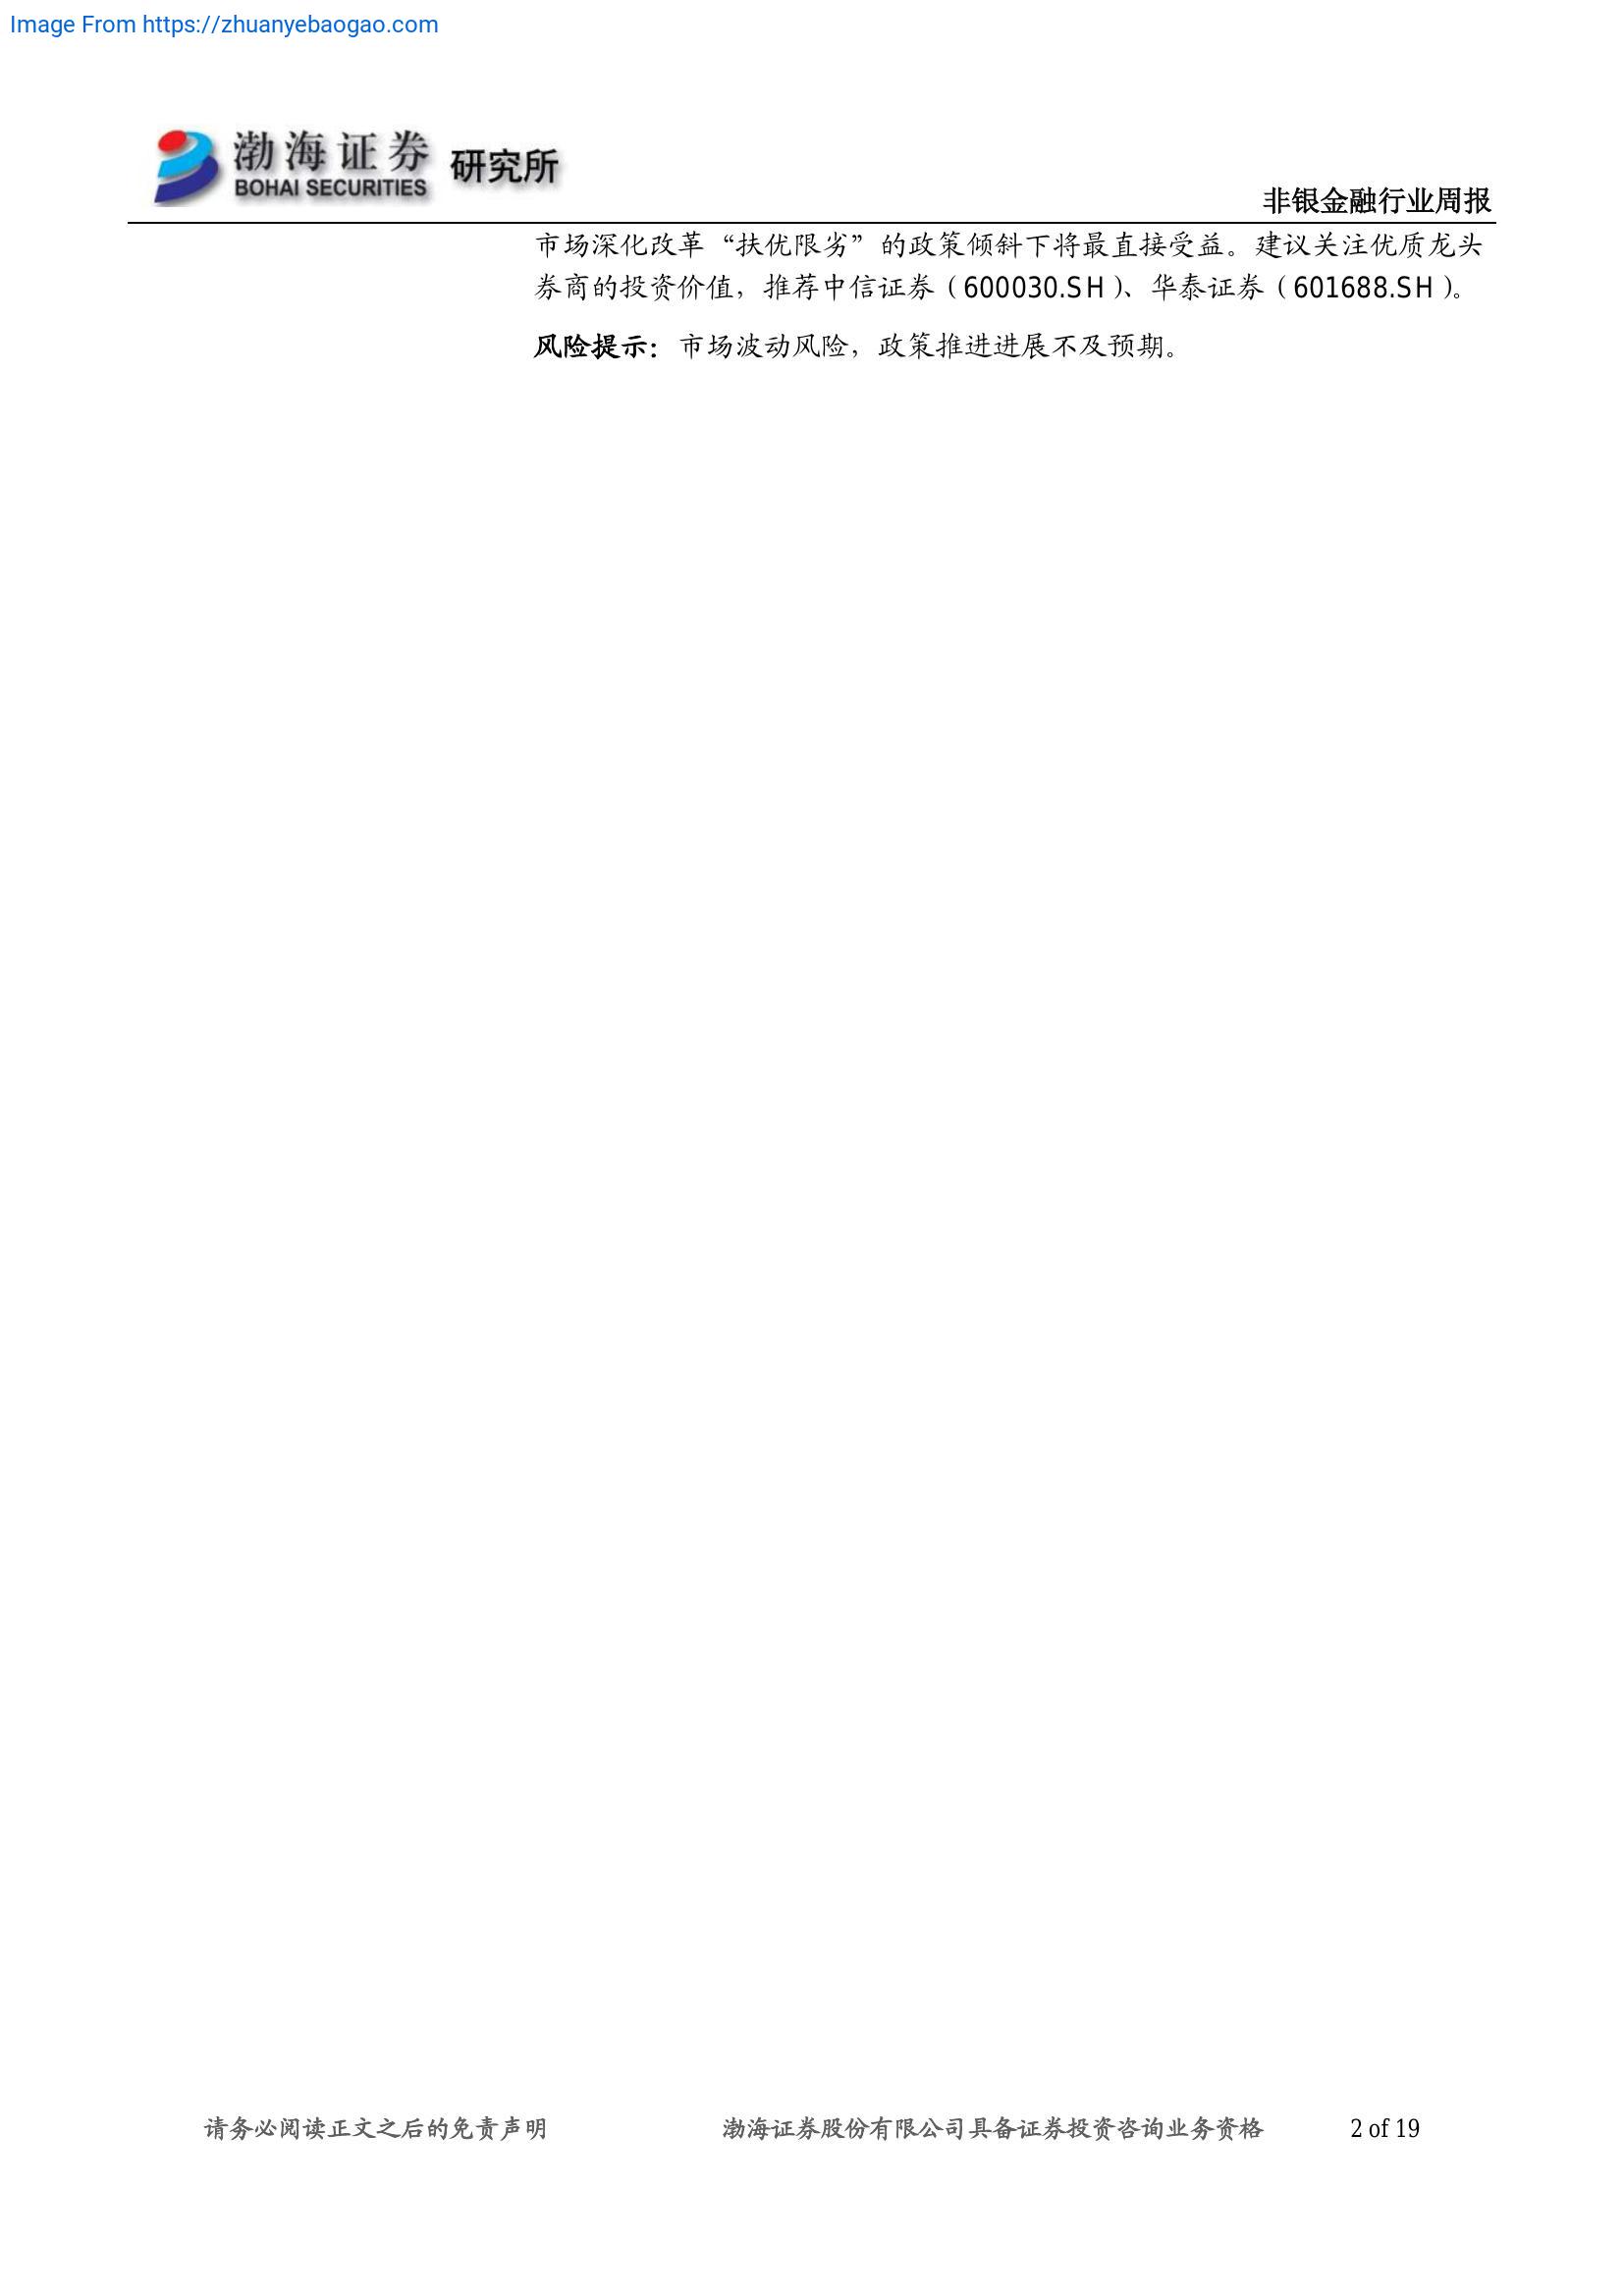 Image From https://zhuanyebaogao.com
渤海证券 研究所
BOHAI SECURITIES
非银金融行业周报
市场深化改革“扶优限劣”的政策倾斜下将最直接受益。建议关注优质龙头
券商的投资价值，推荐中信证券（600030.SH）、华泰证券（601688.SH）。
风险提示：市场波动风险，政策推进进展不及预期。
请务必阅读正文之后的免责声明 渤海证券股份有限公司具备证券投资咨询业务资格 2 of 19